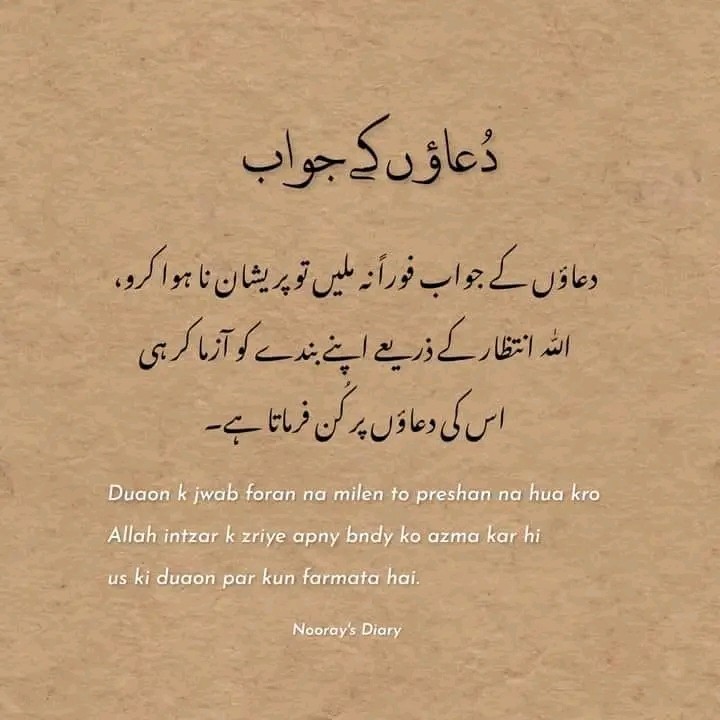 دُعاؤں کے جواب
دعاؤں کے جواب فوراً نہ ملیں تو پریشان نا ہوا کرو،
اللہ انتظار کے ذریعے اپنے بندے کو آزما کر ہی
اس کی دعاؤں پر کُن فرماتا ہے۔
Duaon k jwab foran na milen to preshan na hua kro
Allah intzar k zriye apny bndy ko azma kar hi
us ki duaon par kun farmata hai.
Nooray's Diary